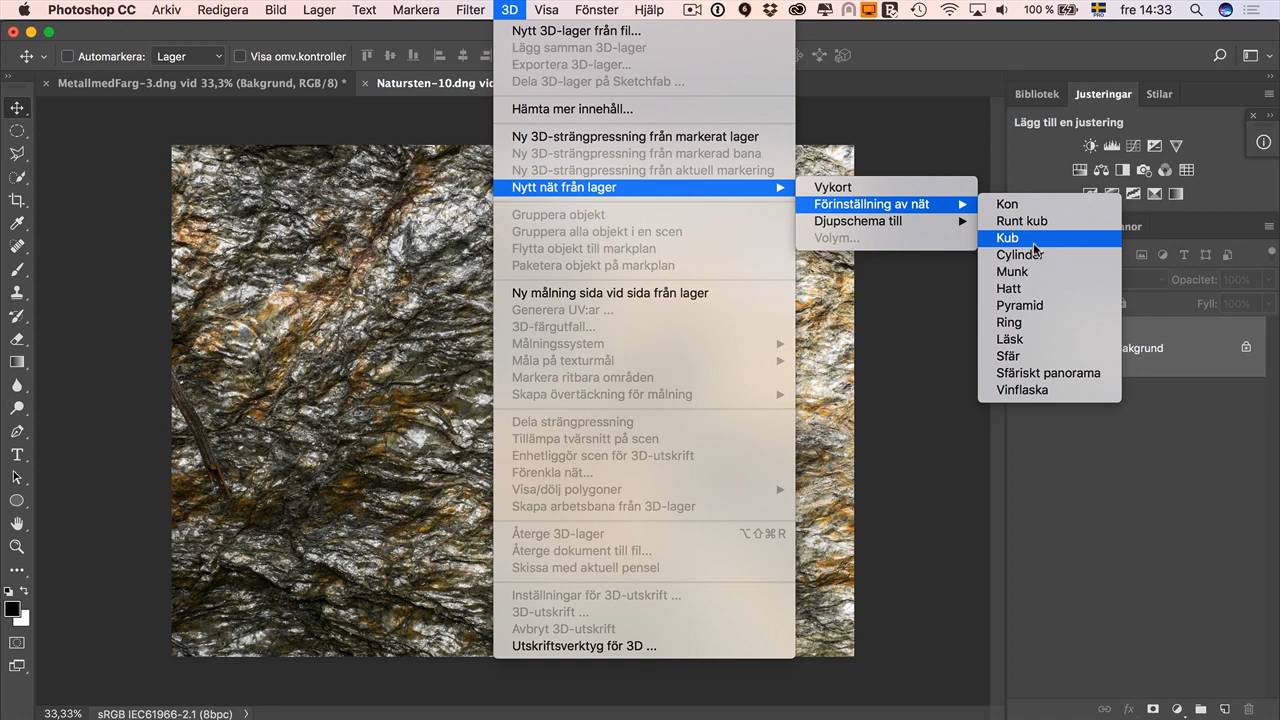 Photoshop CC Arkiv Redigera Bild Lager Text Markera Filter 3D Visa Fönster Hjälp 100 % PRO fre 14:33
Automarkera: Lager Visa omv.kontroller
MetallmedFarg-3.dng vid 33,3% (Bakgrund, RGB/8) *
Natursten-10.dng vid
Nytt 3D-lager från fil...
Lägg samman 3D-lager
Exportera 3D-lager...
Dela 3D-lager på Sketchfab ...
Hämta mer innehåll...
Ny 3D-strängpressning från markerat lager
Ny 3D-strängpressning från markerad bana
Ny 3D-strängpressning från aktuell markering
Nytt nät från lager
Gruppera objekt
Gruppera alla objekt i en scen
Flytta objekt till markplan
Paketera objekt på markplan
Ny målning sida vid sida från lager
Generera UV:ar ...
3D-färgutfall...
Målningssystem
Måla på texturmål
Markera ritbara områden
Skapa övertäckning för målning
Dela strängpressning
Tillämpa tvärsnitt på scen
Enhetliggör scen för 3D-utskrift
Förenkla nät...
Visa/dölj polygoner
Skapa arbetsbana från 3D-lager
Återge 3D-lager ⌥⇧⌘R
Återge dokument till fil...
Skissa med aktuell pensel
Inställningar för 3D-utskrift ...
3D-utskrift ...
Avbryt 3D-utskrift
Utskriftsverktyg för 3D ...
Vykort
Förinställning av nät
Djupschema till
Volym...
Kon
Runt kub
Kub
Cylinder
Munk
Hatt
Pyramid
Ring
Läsk
Sfär
Sfäriskt panorama
Vinflaska
Bibliotek Justeringar Stilar
Lägg till en justering
anor
Opacitet: 100%
Fyll: 100%
akgrund
33,33% sRGB IEC61966-2.1 (8bpc)